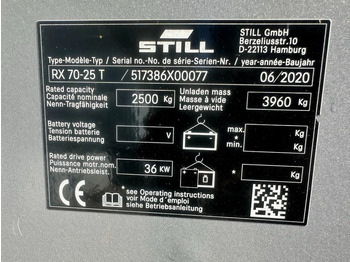 STILL
STILL GmbH
Berzeliusstr.10
D-22113 Hamburg
Type-Modèle-Typ / Serial no.-No de série-Serien-Nr. / year-année-Baujahr
RX 70-25 T / 517386X00077 06/2020
Rated capacity
Capacité nominale
Nenn-Tragfähigkeit
2500 Kg
Unladen mass
Masse à vide
Leergewicht
3960 Kg
Battery voltage
Tension batterie
Batteriespannung
V
max. * Kg
min. * Kg
Rated drive power
Puissance motr.nom.
Nenn-Antriebsleist.
36 KW
* Kg
CE
* see Operating instructions
voir Mode d'emploi
siehe Betriebsanleitung